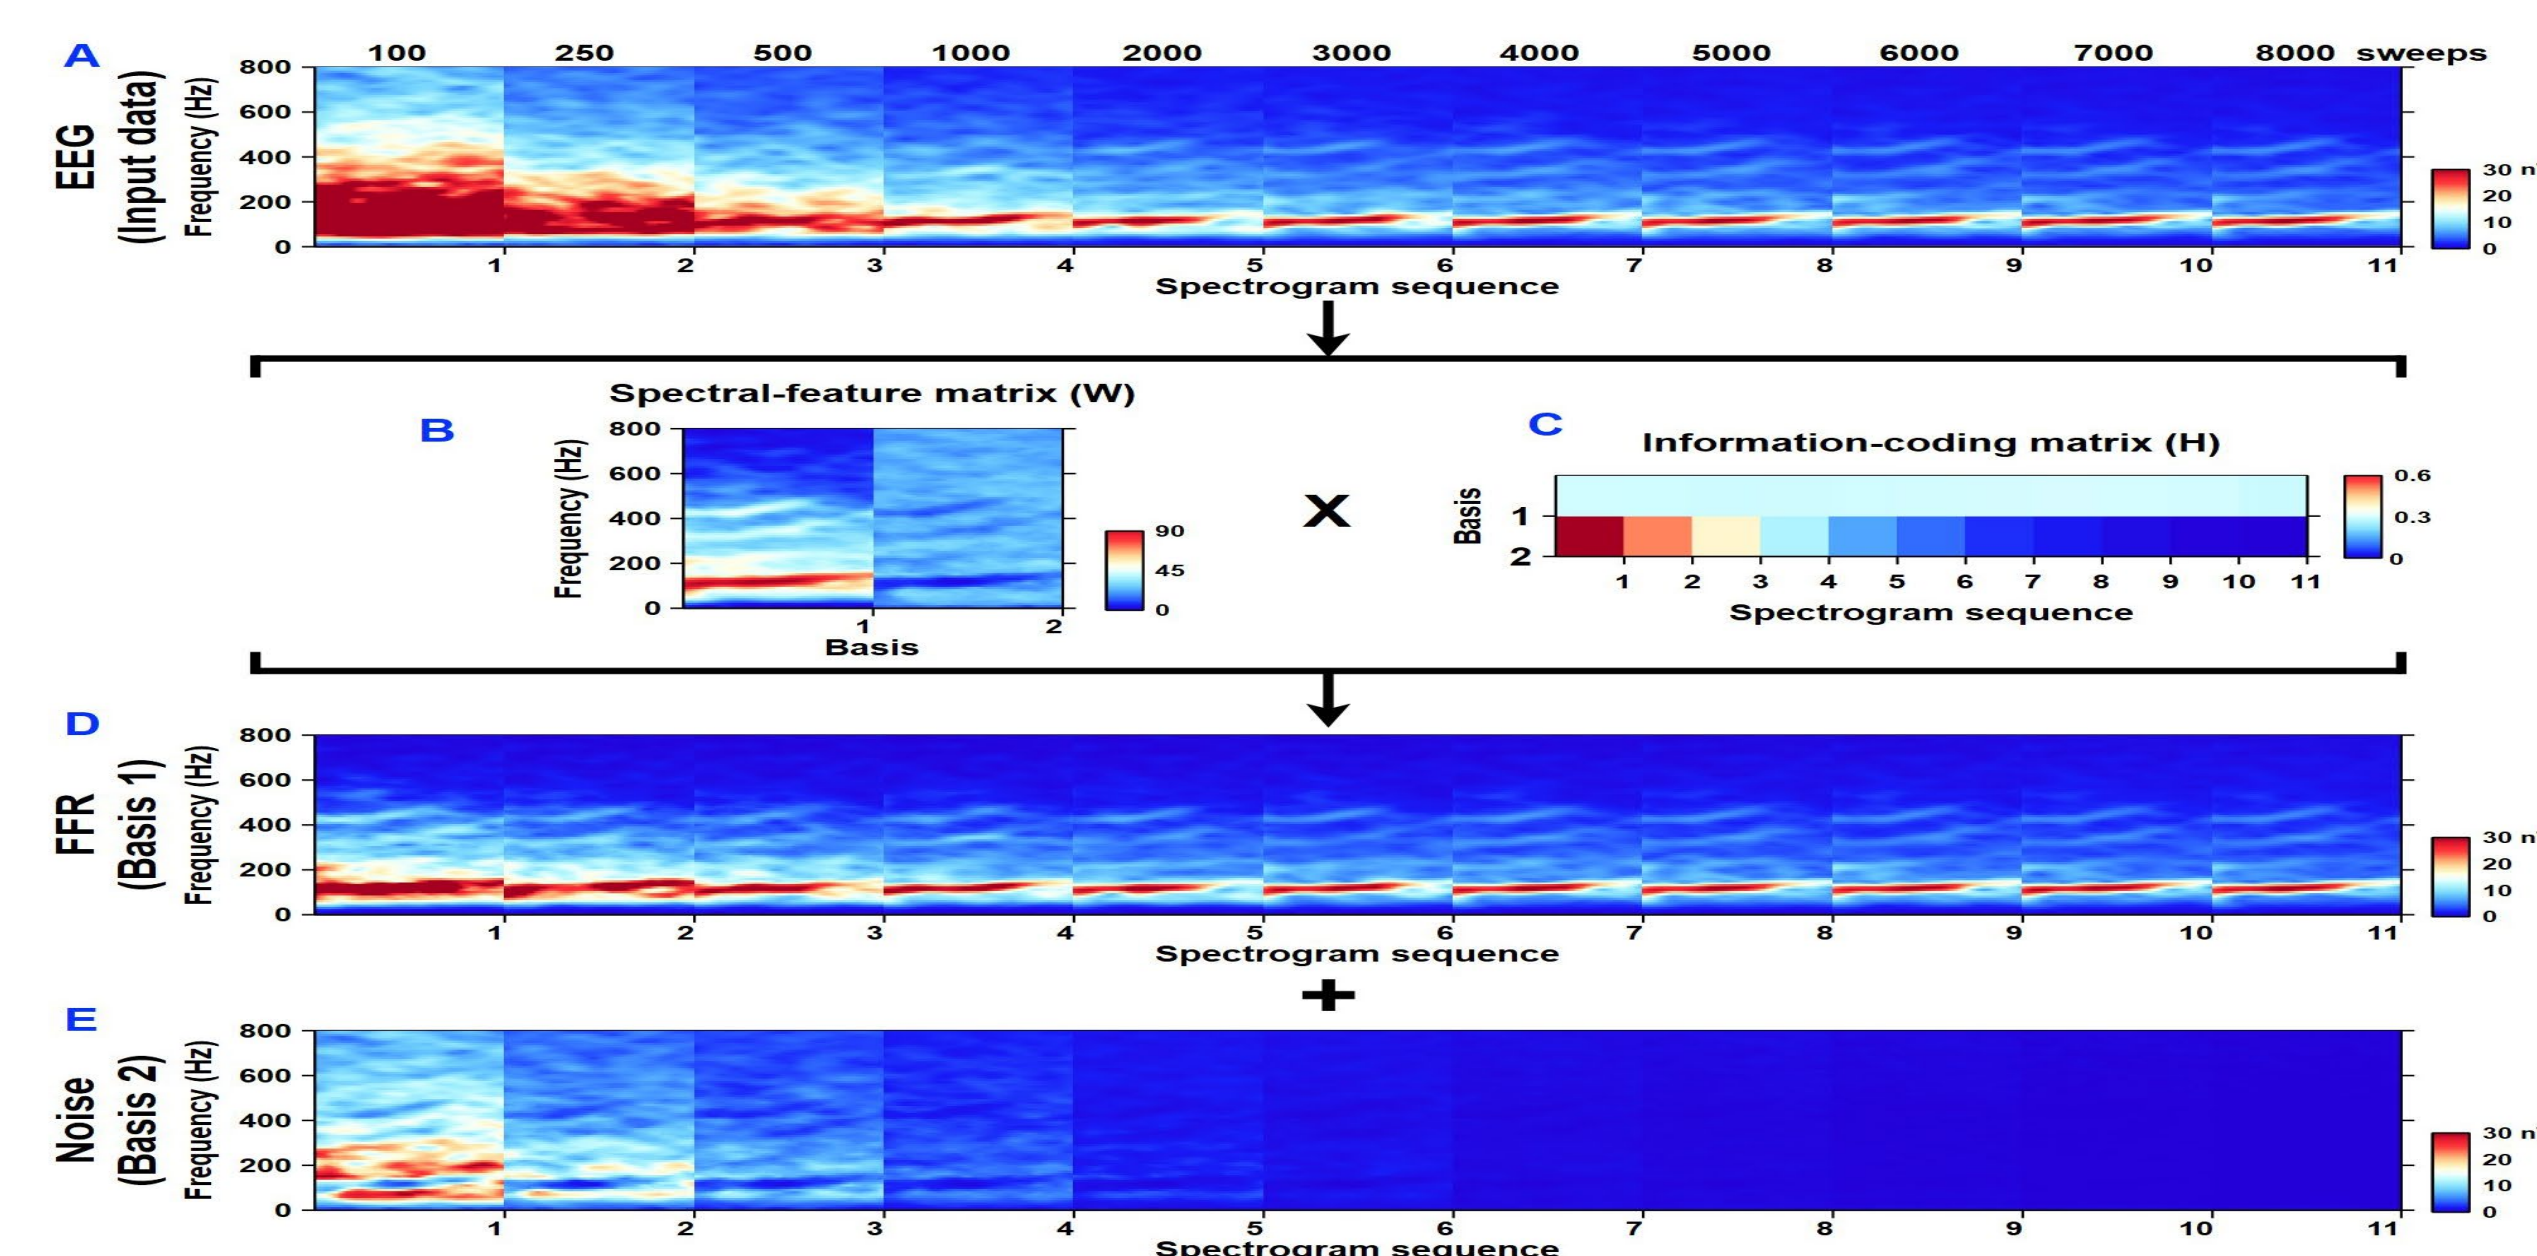 A
100 250 500 1000 2000 3000 4000 5000 6000 7000 8000 sweeps
EEG
(Input data)
Frequency (Hz)
800
600
400
200
0
30 n
20
10
0
1 2 3 4 5 6 7 8 9 10 11
Spectrogram sequence
Spectral-feature matrix (W)
B
Frequency (Hz)
800
600
400
200
0
90
45
0
1 2
Basis
X
C
Information-coding matrix (H)
Basis
1
2
0.6
0.3
0
1 2 3 4 5 6 7 8 9 10 11
Spectrogram sequence
D
FFR
(Basis 1)
Frequency (Hz)
800
600
400
200
0
30 n
20
10
0
1 2 3 4 5 6 7 8 9 10 11
Spectrogram sequence
+
E
Noise
(Basis 2)
Frequency (Hz)
800
600
400
200
0
30 n
20
10
0
1 2 3 4 5 6 7 8 9 10 11
Spectrogram sequence